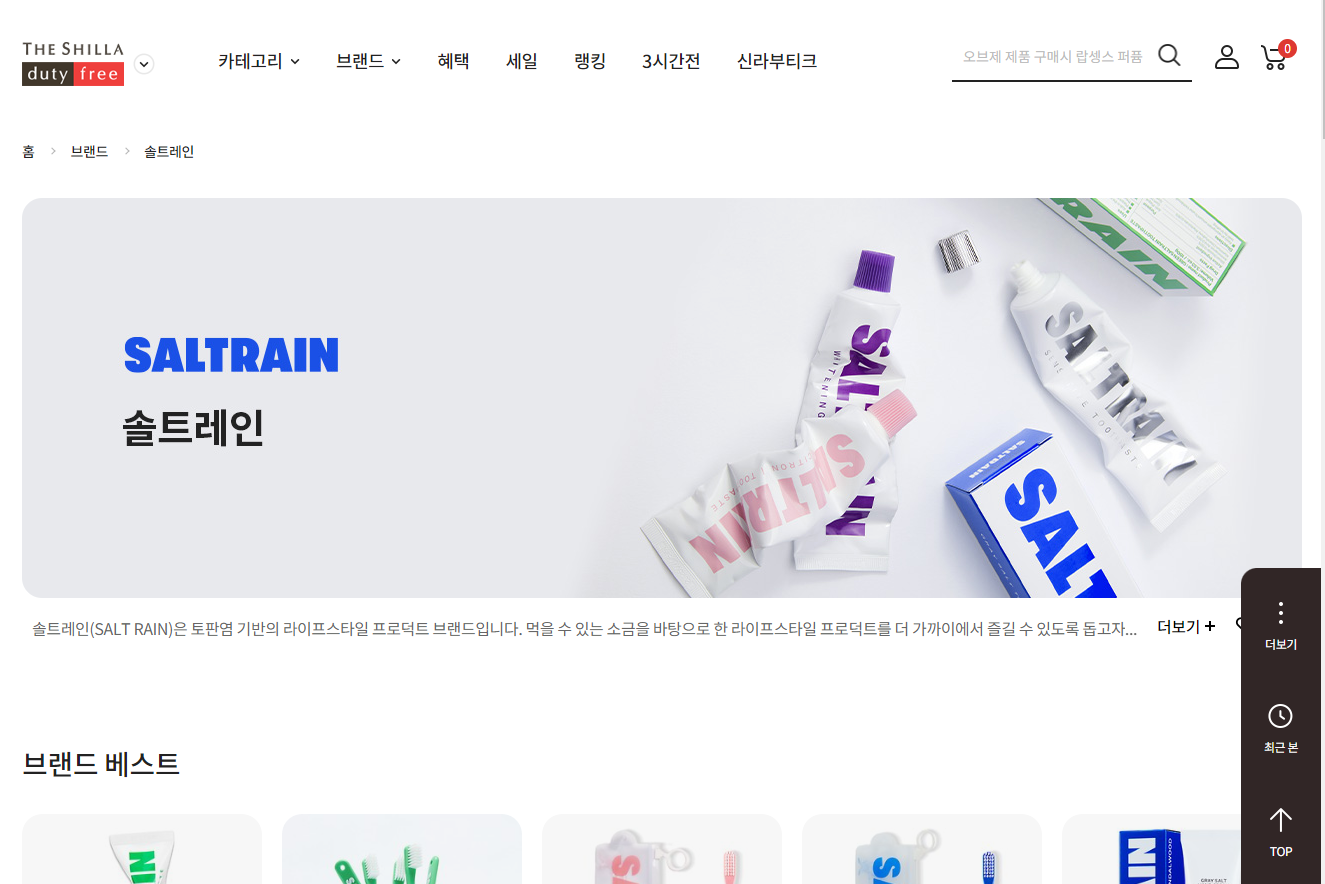 THE SHILLA
duty free
카테고리
브랜드
혜택
세일
랭킹
3시간전
신라부티크
오브제 제품 구매시 랍셍스 퍼퓸
0
홈
브랜드
솔트레인
SALTRAIN
솔트레인
RAIN
SALTRAIN
SALTRAIN
SALTRAIN
SALTRAIN
SALT
솔트레인(SALT RAIN)은 토판염 기반의 라이프스타일 프로덕트 브랜드입니다. 먹을 수 있는 소금을 바탕으로 한 라이프스타일 프로덕트를 더 가까이에서 즐길 수 있도록 돕고자...
더보기 +
더보기
최근 본
TOP
브랜드 베스트
GRAY SALT